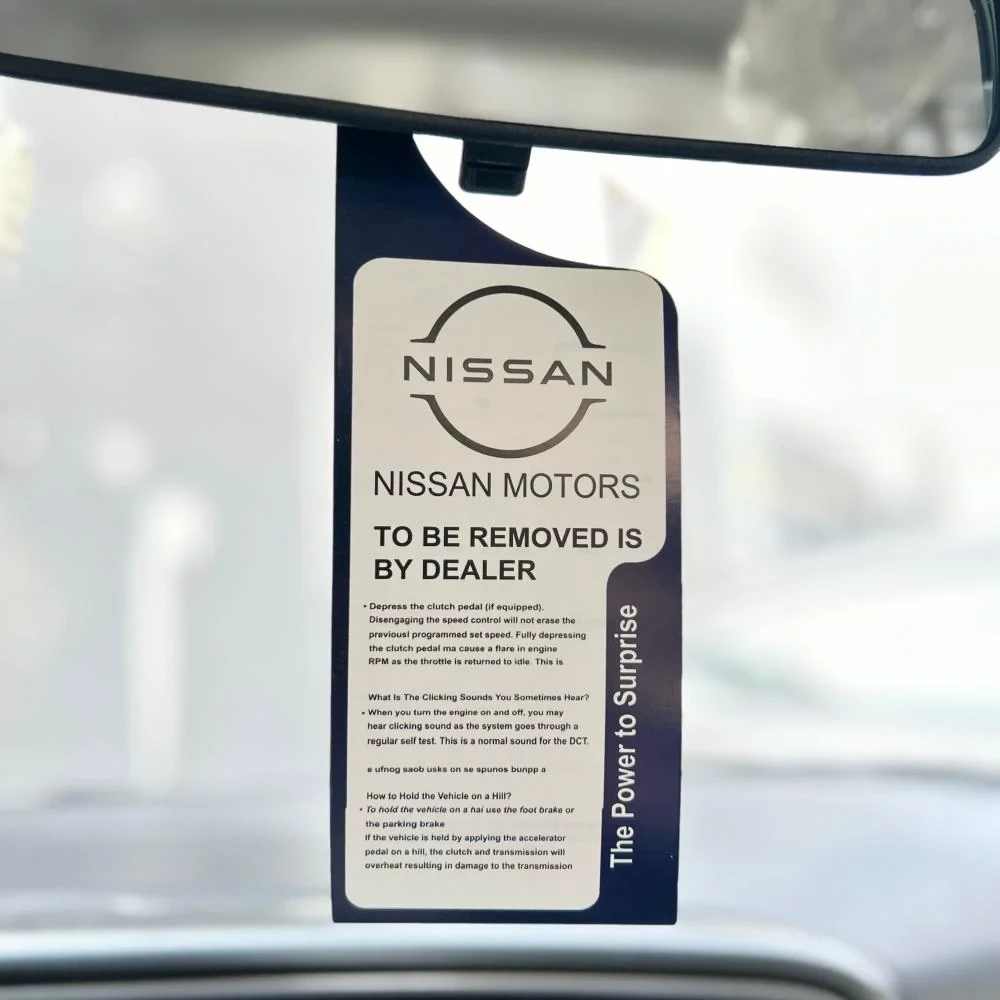 NISSAN
NISSAN MOTORS
TO BE REMOVED IS
BY DEALER
• Depress the clutch pedal (if equipped).
Disengaging the speed control will not erase the
previousl programmed set speed. Fully depressing
the clutch pedal ma cause a flare in engine
RPM as the throttle is returned to idle. This is
What Is The Clicking Sounds You Sometimes Hear?
• When you turn the engine on and off, you may
hear clicking sound as the system goes through a
regular self test. This is a normal sound for the DCT.
e ufnog saob usks on se spunos bunpp a
How to Hold the Vehicle on a Hill?
• To hold the vehicle on a hai use the foot brake or
the parking brake
If the vehicle is held by applying the accelerator
pedal on a hill, the clutch and transmission will
overheat resulting in damage to the transmission
The Power to Surprise